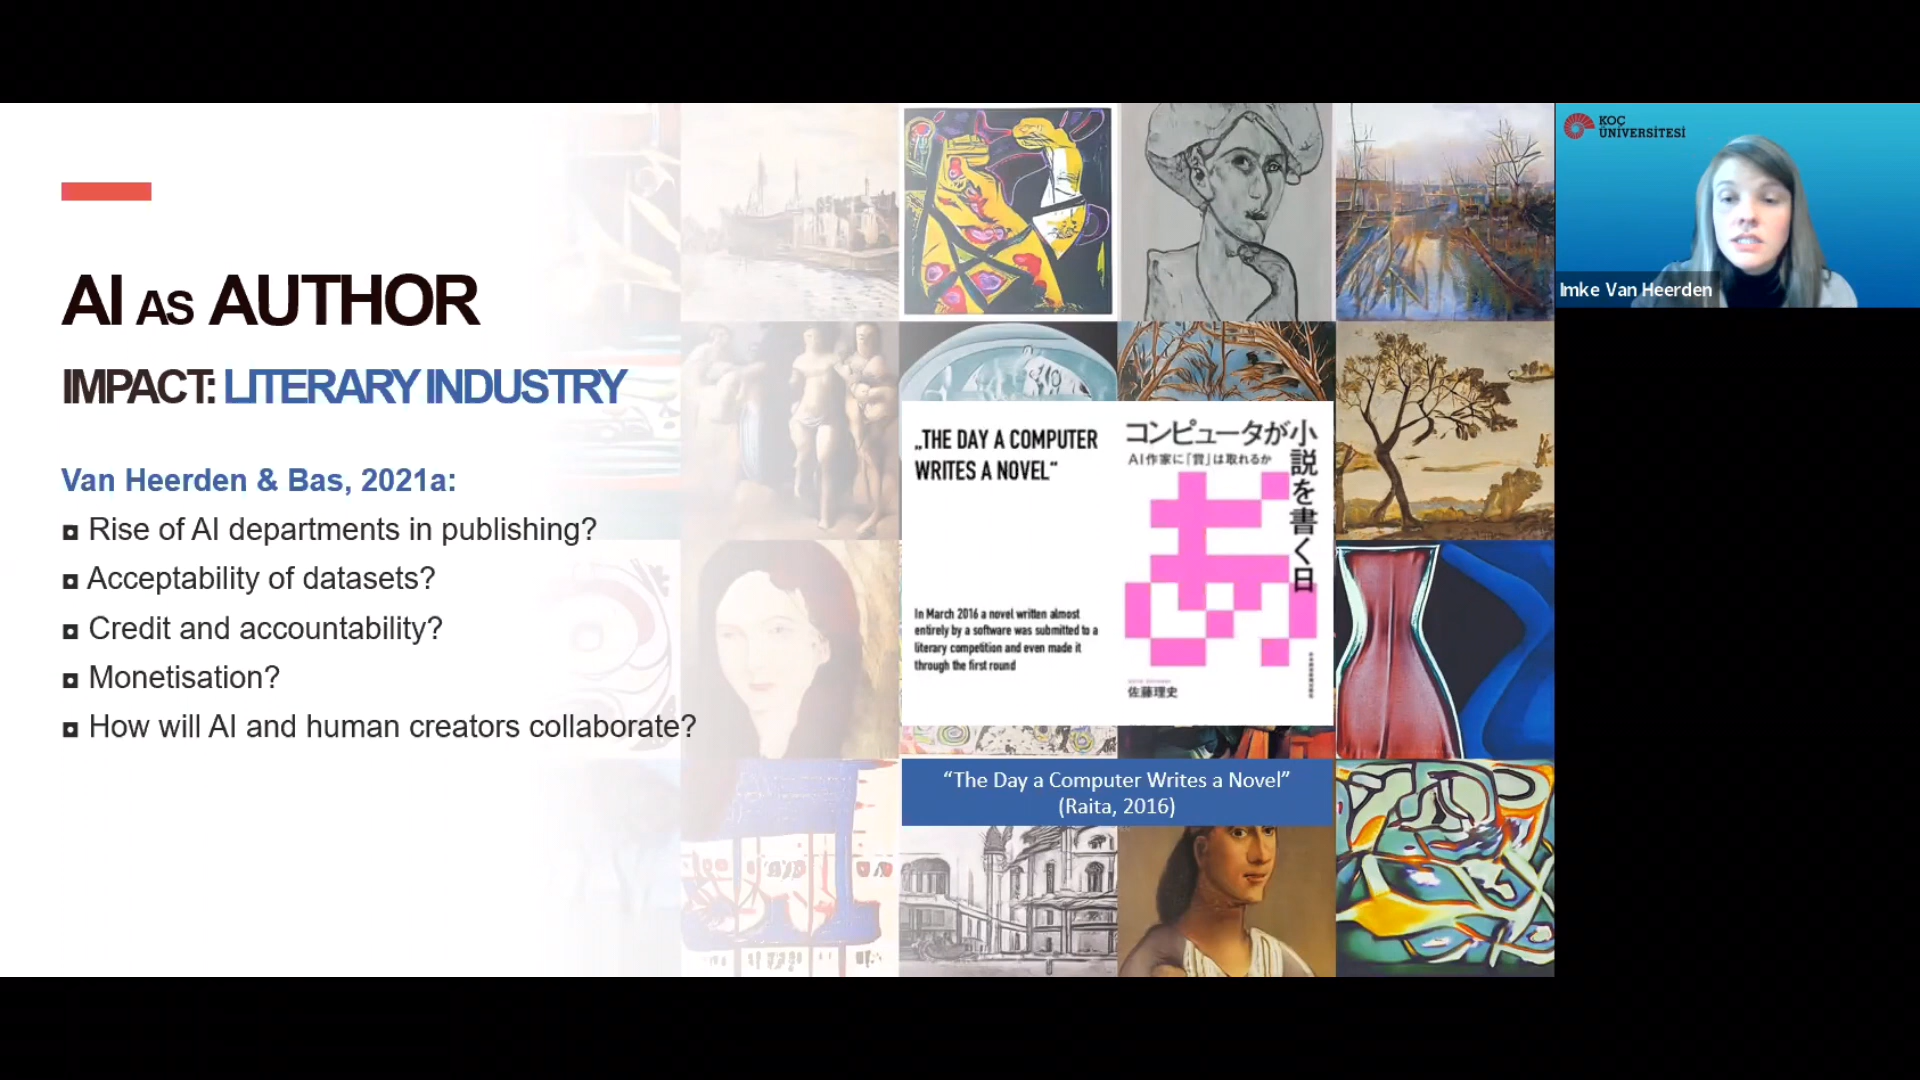 AI AS AUTHOR
IMPACT: LITERARY INDUSTRY
Van Heerden & Bas, 2021a:
Rise of AI departments in publishing?
Acceptability of datasets?
Credit and accountability?
Monetisation?
How will AI and human creators collaborate?
„THE DAY A COMPUTER
WRITES A NOVEL“
In March 2016 a novel written almost
entirely by a software was submitted to a
literary competition and even made it
through the first round
コンピュータが小説を書く日
AI作家に「賞」は取れるか
あ
佐藤理史
“The Day a Computer Writes a Novel”
(Raita, 2016)
KOÇ
ÜNİVERSİTESİ
Imke Van Heerden